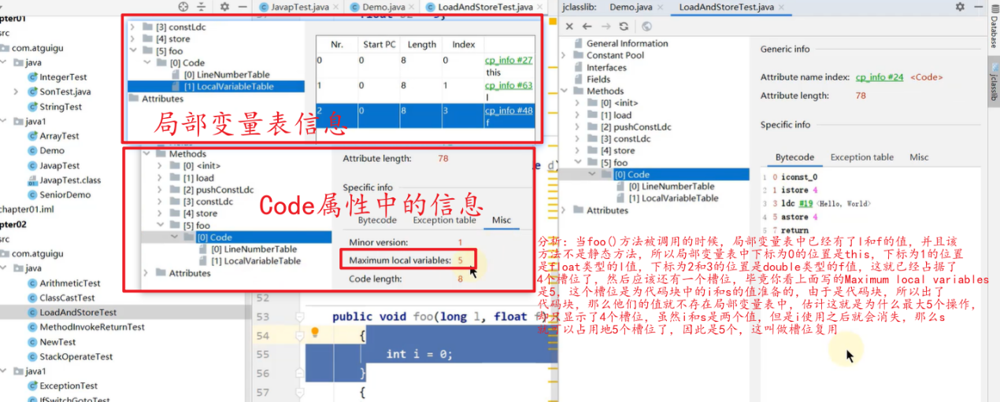 chapter01
src
com.atguigu
java
IntegerTest
SonTest.java
StringTest
java1
ArrayTest
Demo
JavapTest
JavapTest.class
SeniorDemo
chapter01.iml
pter02
src
com.atguigu
java
ArithmeticTest
ClassCastTest
LoadAndStoreTest
MethodInvokeReturnTest
NewTest
StackOperateTest
java1
ExceptionTest
IfSwitchGotoTest
JavapTest.java
Demo.java
LoadAndStoreTest.java
[3] constLdc
[4] store
[5] foo
[0] Code
[0] LineNumberTable
[1] LocalVariableTable
Attributes
Nr. Start PC Length Index
0 0 8 0 cp_info #27
this
1 0 8 1 cp_info #63
l
2 0 8 3 cp_info #48
f
局部变量表信息
Methods
[0] <init>
[1] load
[2] pushConstLdc
[3] constLdc
[4] store
[5] foo
[0] Code
[0] LineNumberTable
[1] LocalVariableTable
Attributes
Attribute length: 78
Specific info
Code属性中的信息
Bytecode Exception table Misc
Minor version: 1
Maximum local variables: 5
Code length: 8
e d)
52
53 public void foo(long l, float f
54 {
55 int i = 0;
56 }
57 {
jclasslib: Demo.java LoadAndStoreTest.java
General Information
Constant Pool
Interfaces
Fields
Methods
[0] <init>
[1] load
[2] pushConstLdc
[3] constLdc
[4] store
[5] foo
[0] Code
[0] LineNumberTable
[1] LocalVariableTable
Attributes
Generic info
Attribute name index: cp_info #24 <Code>
Attribute length: 78
Specific info
Bytecode Exception table Misc
1 0 iconst_0
2 1 istore 4
3 3 ldc #19 <Hello, World>
4 5 astore 4
5 7 return
分析：当foo()方法被调用的时候，局部变量表中已经有了l和f的值，并且该
方法不是静态方法，所以局部变量表中下标为0的位置是this，下标为1的位置
是float类型的l值，下标为2和3的位置是double类型的f值，这就已经占据了
4个槽位了，然后应该还有一个槽位，毕竟你看上面写的Maximum local variables
是5，这个槽位是为代码块中的i和s的值准备的，由于是代码块，所以出了
代码块，那么他们的值就不存在局部变量表中，估计这就是为什么最大5个操作，
却只显示了4个槽位，虽然i和s是两个值，但是i使用之后就会消失，那么s
就可以占用地5个槽位了，因此是5个，这叫做槽位复用
Database
jclasslib